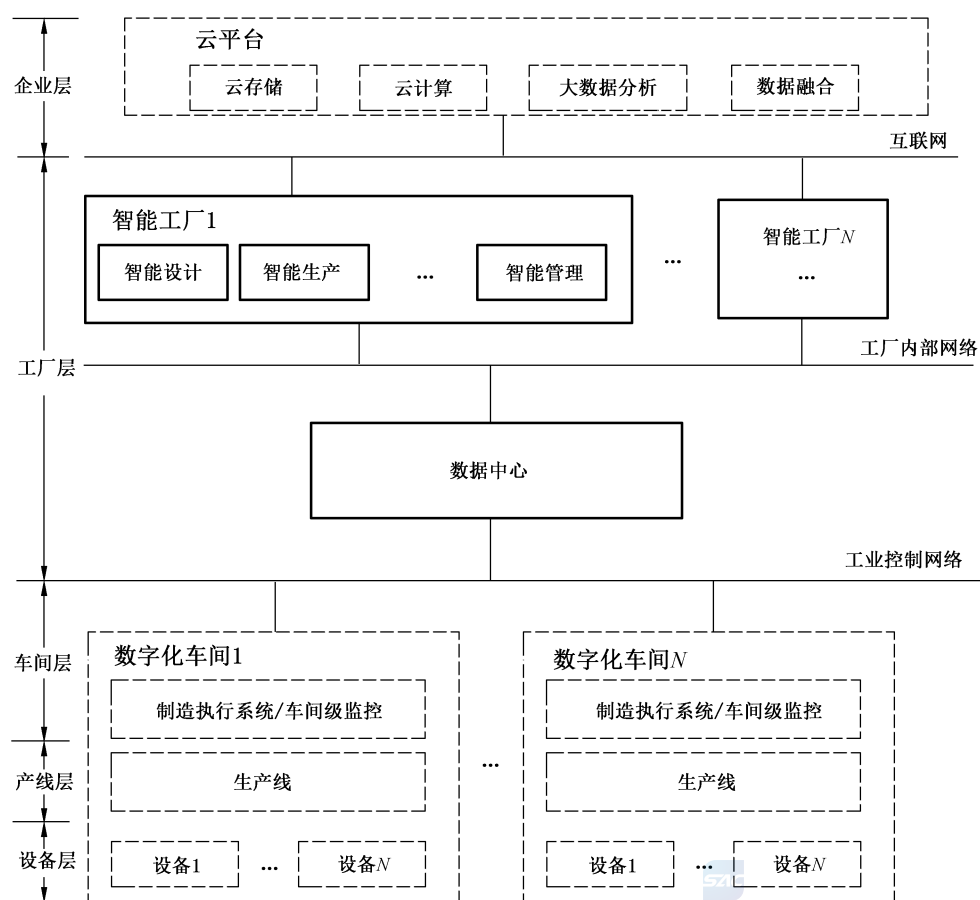 云平台
企业层
云存储
云计算
大数据分析
数据融合
互联网
智能工厂1
智能设计
智能生产
...
智能管理
...
智能工厂N
...
工厂内部网络
工厂层
数据中心
工业控制网络
车间层
数字化车间1
制造执行系统/车间级监控
数字化车间N
制造执行系统/车间级监控
...
产线层
生产线
生产线
设备层
设备1
...
设备N
设备1
...
设备N
SAC